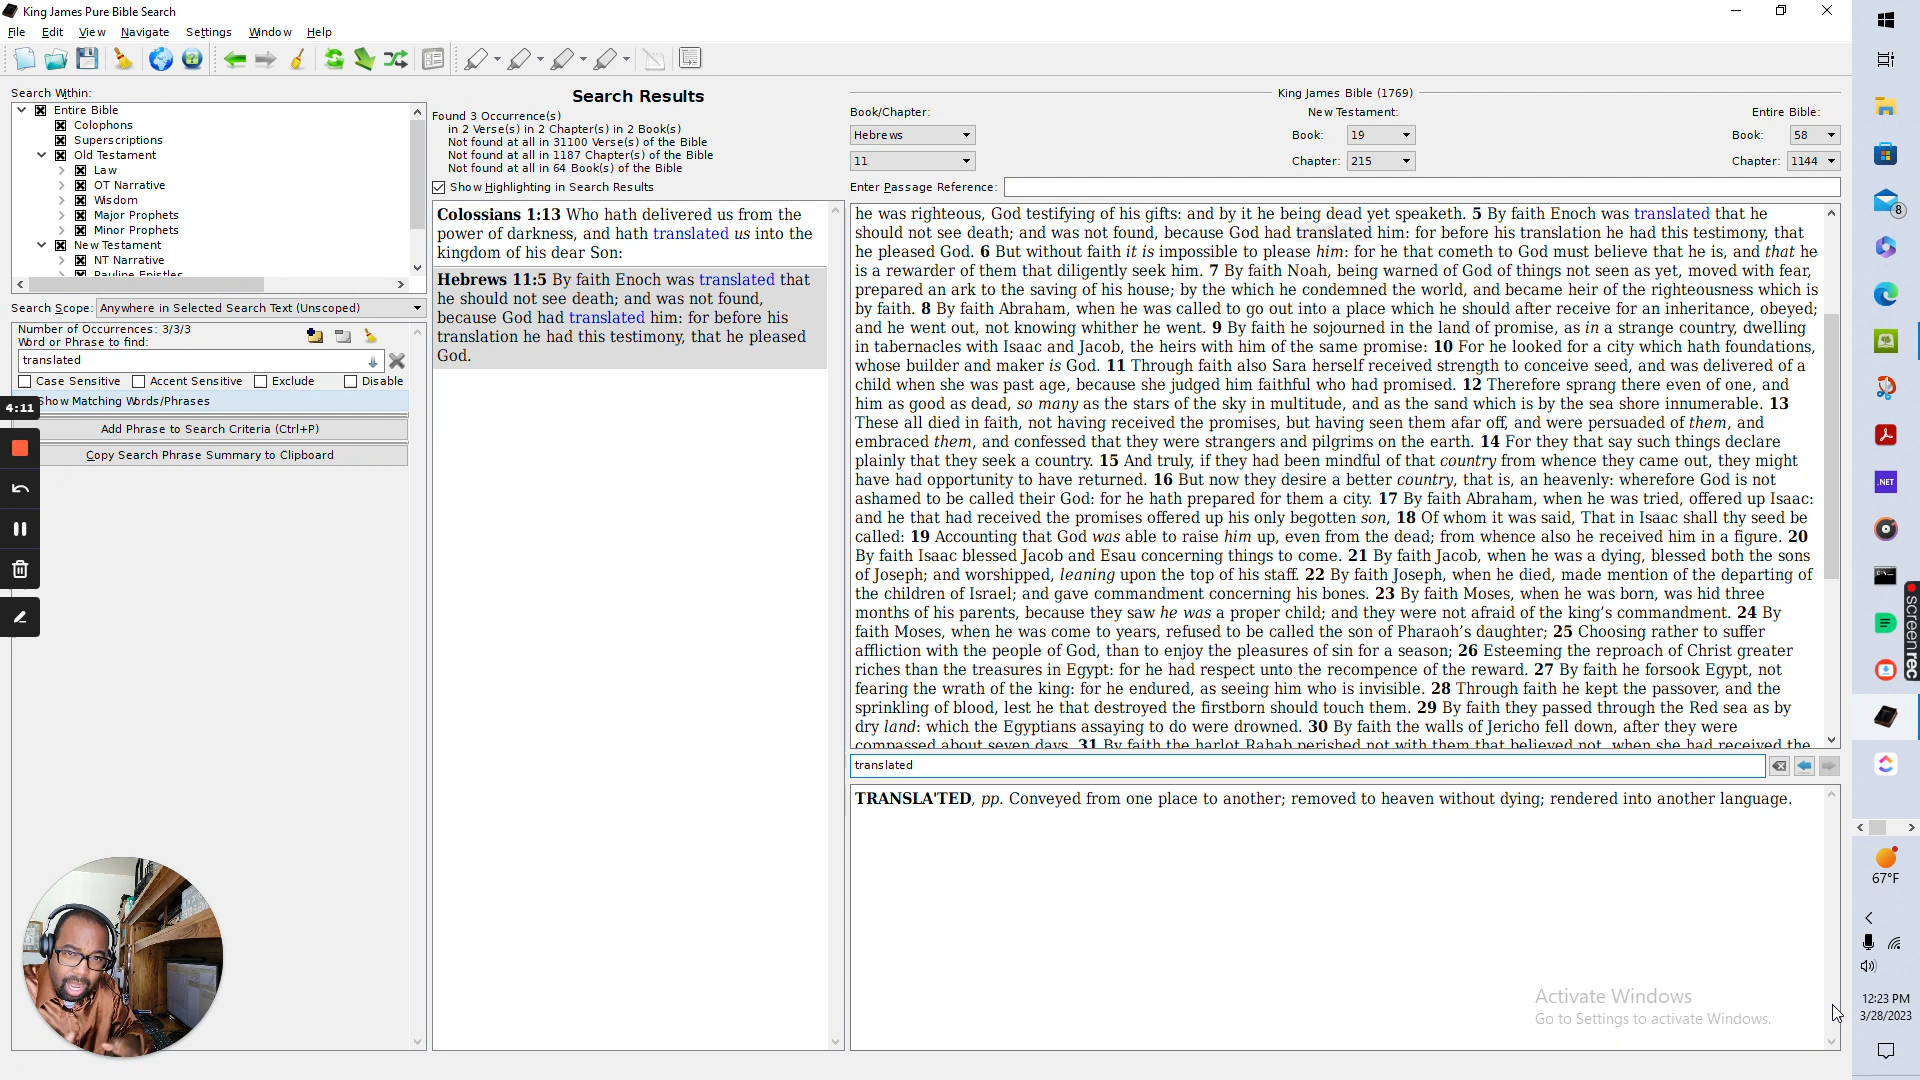 King James Pure Bible Search
File Edit View Navigate Settings Window Help
Search Within:
Entire Bible
Colophons
Superscriptions
Old Testament
Law
OT Narrative
Wisdom
Major Prophets
Minor Prophets
New Testament
NT Narrative
Pauline Epistles
Search Scope: Anywhere in Selected Search Text (Unscoped)
Number of Occurrences: 3/3/3
Word or Phrase to find:
translated
Case Sensitive Accent Sensitive Exclude Disable
Show Matching Words/Phrases
4:11
Add Phrase to Search Criteria (Ctrl+P)
Copy Search Phrase Summary to Clipboard
Search Results
Found 3 Occurrence(s)
in 2 Verse(s) in 2 Chapter(s) in 2 Book(s)
Not found at all in 31100 Verse(s) of the Bible
Not found at all in 1187 Chapter(s) of the Bible
Not found at all in 64 Book(s) of the Bible
Show Highlighting in Search Results
Colossians 1:13 Who hath delivered us from the
power of darkness, and hath translated us into the
kingdom of his dear Son:
Hebrews 11:5 By faith Enoch was translated that
he should not see death; and was not found,
because God had translated him: for before his
translation he had this testimony, that he pleased
God.
King James Bible (1769)
Book/Chapter: New Testament: Entire Bible:
Hebrews Book: 19 Book: 58
11 Chapter: 215 Chapter: 1144
Enter Passage Reference:
he was righteous, God testifying of his gifts: and by it he being dead yet speaketh. 5 By faith Enoch was translated that he
should not see death; and was not found, because God had translated him: for before his translation he had this testimony, that
he pleased God. 6 But without faith it is impossible to please him: for he that cometh to God must believe that he is, and that he
is a rewarder of them that diligently seek him. 7 By faith Noah, being warned of God of things not seen as yet, moved with fear,
prepared an ark to the saving of his house; by the which he condemned the world, and became heir of the righteousness which is
by faith. 8 By faith Abraham, when he was called to go out into a place which he should after receive for an inheritance, obeyed;
and he went out, not knowing whither he went. 9 By faith he sojourned in the land of promise, as in a strange country, dwelling
in tabernacles with Isaac and Jacob, the heirs with him of the same promise: 10 For he looked for a city which hath foundations,
whose builder and maker is God. 11 Through faith also Sara herself received strength to conceive seed, and was delivered of a
child when she was past age, because she judged him faithful who had promised. 12 Therefore sprang there even of one, and
him as good as dead, so many as the stars of the sky in multitude, and as the sand which is by the sea shore innumerable. 13
These all died in faith, not having received the promises, but having seen them afar off, and were persuaded of them, and
embraced them, and confessed that they were strangers and pilgrims on the earth. 14 For they that say such things declare
plainly that they seek a country. 15 And truly, if they had been mindful of that country from whence they came out, they might
have had opportunity to have returned. 16 But now they desire a better country, that is, an heavenly: wherefore God is not
ashamed to be called their God: for he hath prepared for them a city. 17 By faith Abraham, when he was tried, offered up Isaac:
and he that had received the promises offered up his only begotten son, 18 Of whom it was said, That in Isaac shall thy seed be
called: 19 Accounting that God was able to raise him up, even from the dead; from whence also he received him in a figure. 20
By faith Isaac blessed Jacob and Esau concerning things to come. 21 By faith Jacob, when he was a dying, blessed both the sons
of Joseph; and worshipped, leaning upon the top of his staff. 22 By faith Joseph, when he died, made mention of the departing of
the children of Israel; and gave commandment concerning his bones. 23 By faith Moses, when he was born, was hid three
months of his parents, because they saw he was a proper child; and they were not afraid of the king's commandment. 24 By
faith Moses, when he was come to years, refused to be called the son of Pharaoh's daughter; 25 Choosing rather to suffer
affliction with the people of God, than to enjoy the pleasures of sin for a season; 26 Esteeming the reproach of Christ greater
riches than the treasures in Egypt: for he had respect unto the recompence of the reward. 27 By faith he forsook Egypt, not
fearing the wrath of the king: for he endured, as seeing him who is invisible. 28 Through faith he kept the passover, and the
sprinkling of blood, lest he that destroyed the firstborn should touch them. 29 By faith they passed through the Red sea as by
dry land: which the Egyptians assaying to do were drowned. 30 By faith the walls of Jericho fell down, after they were
compassed about seven days. 31 By faith the harlot Rahab perished not with them that believed not, when she had received the
translated
TRANSLA'TED, pp. Conveyed from one place to another; removed to heaven without dying; rendered into another language.
Activate Windows
Go to Settings to activate Windows.
8
.NET
screenrec
67°F
12:23 PM
3/28/2023